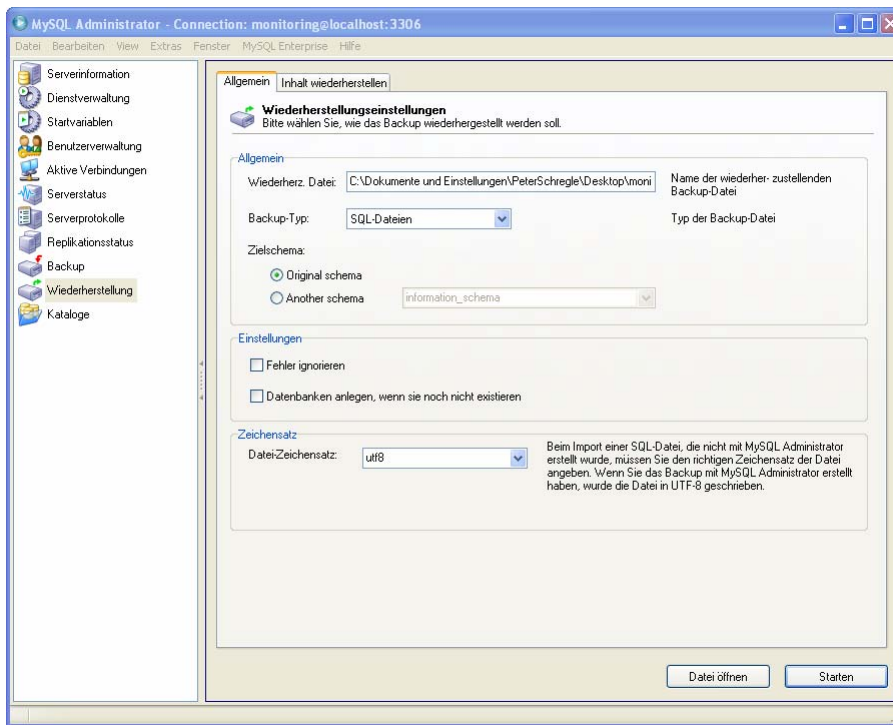 MySQL Administrator - Connection: monitoring@localhost:3306
Datei Bearbeiten View Extras Fenster MySQL Enterprise Hilfe
Serverinformation
Dienstverwaltung
Startvariablen
Benutzerverwaltung
Aktive Verbindungen
Serverstatus
Serverprotokolle
Replikationsstatus
Backup
Wiederherstellung
Kataloge
Allgemein
Inhalt wiederherstellen
Wiederherstellungseinstellungen
Bitte wählen Sie, wie das Backup wiederhergestellt werden soll.
Allgemein
Wiederherz. Datei:
C:\Dokumente und Einstellungen\PeterSchregle\Desktop\moni
Name der wiederher- zustellenden
Backup-Datei
Backup-Typ:
SQL-Dateien
Typ der Backup-Datei
Zielschema:
Original schema
Another schema
information_schema
Einstellungen
Fehler ignorieren
Datenbanken anlegen, wenn sie noch nicht existieren
Zeichensatz
Datei-Zeichensatz:
utf8
Beim Import einer SQL-Datei, die nicht mit MySQL Administrator
erstellt wurde, müssen Sie den richtigen Zeichensatz der Datei
angeben. Wenn Sie das Backup mit MySQL Administrator erstellt
haben, wurde die Datei in UTF-8 geschrieben.
Datei öffnen
Starten